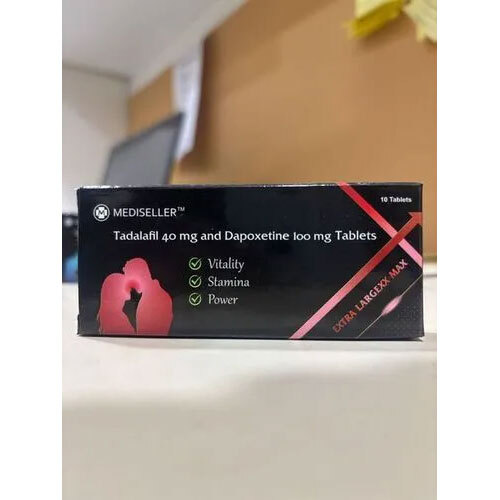 10 Tablets
M MEDISELLER™
Tadalafil 40 mg and Dapoxetine 100 mg Tablets
Vitality
Stamina
Power
EXTRA LARGEXX MAX